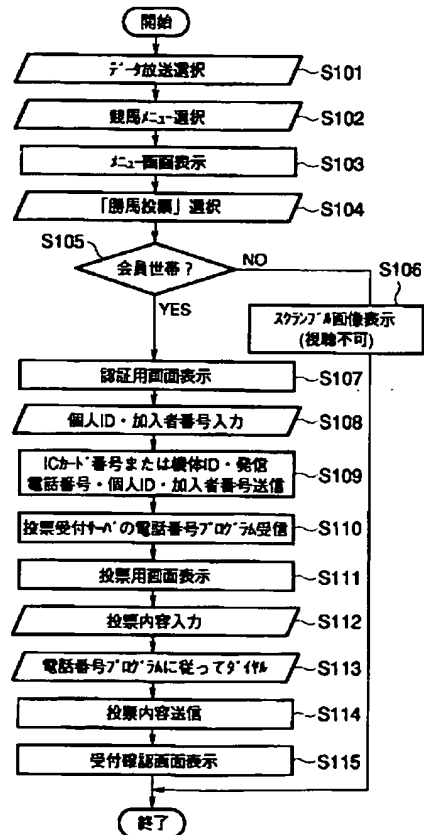 開始
データ放送選択
S101
競馬メニュー選択
S102
メニュー画面表示
S103
「勝馬投票」選択
S104
S105
会員世帯?
NO
S106
YES
スクランブル画像表示
(視聴不可)
認証用画面表示
S107
個人ID・加入者番号入力
S108
ICカード番号または機体ID・発信
電話番号・個人ID・加入者番号送信
S109
投票受付サーバの電話番号プログラム受信
S110
投票用画面表示
S111
投票内容入力
S112
電話番号プログラムに従ってダイヤル
S113
投票内容送信
S114
受付確認画面表示
S115
終了